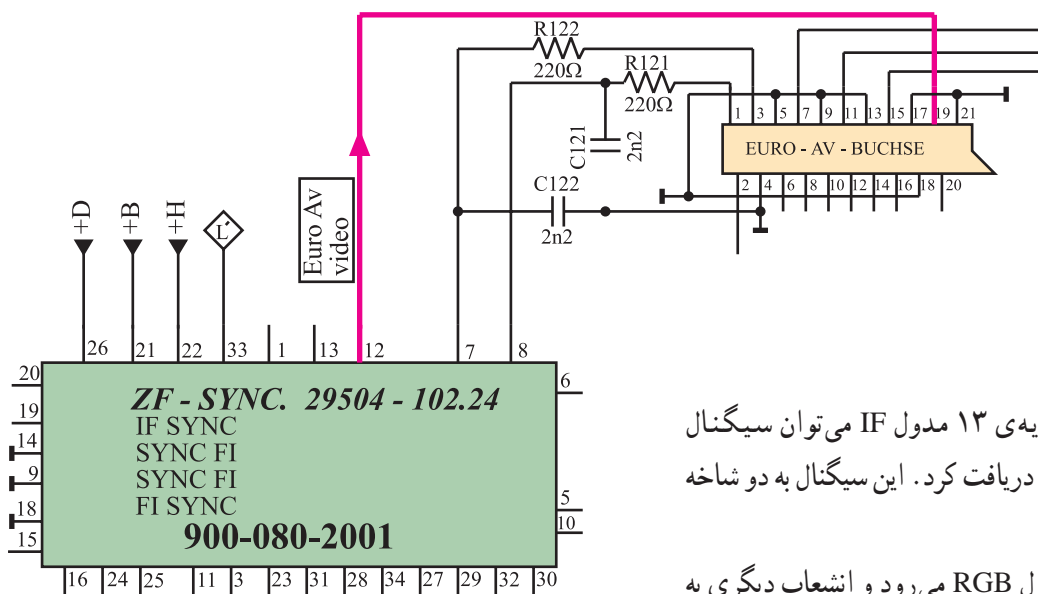 R122
220Ω
R121
220Ω
C121
2n2
C122
2n2
1 3 5 7 9 11 13 15 17 19 21
EURO - AV - BUCHSE
2 4 6 8 10 12 14 16 18 20
+D
+B
+H
L'
Euro Av
video
26 21 22 33 1 13 12 7 8
20
19
14
9
18
15
6
5
10
ZF - SYNC. 29504 - 102.24
IF SYNC
SYNC FI
SYNC FI
FI SYNC
900-080-2001
16 24 25 11 3 23 31 28 34 27 29 32 30
یه‌ی ۱۳ مدول IF می‌توان سیگنال
دریافت کرد. این سیگنال به دو شاخه
ل RGB می‌رود و انشعاب دیگری به